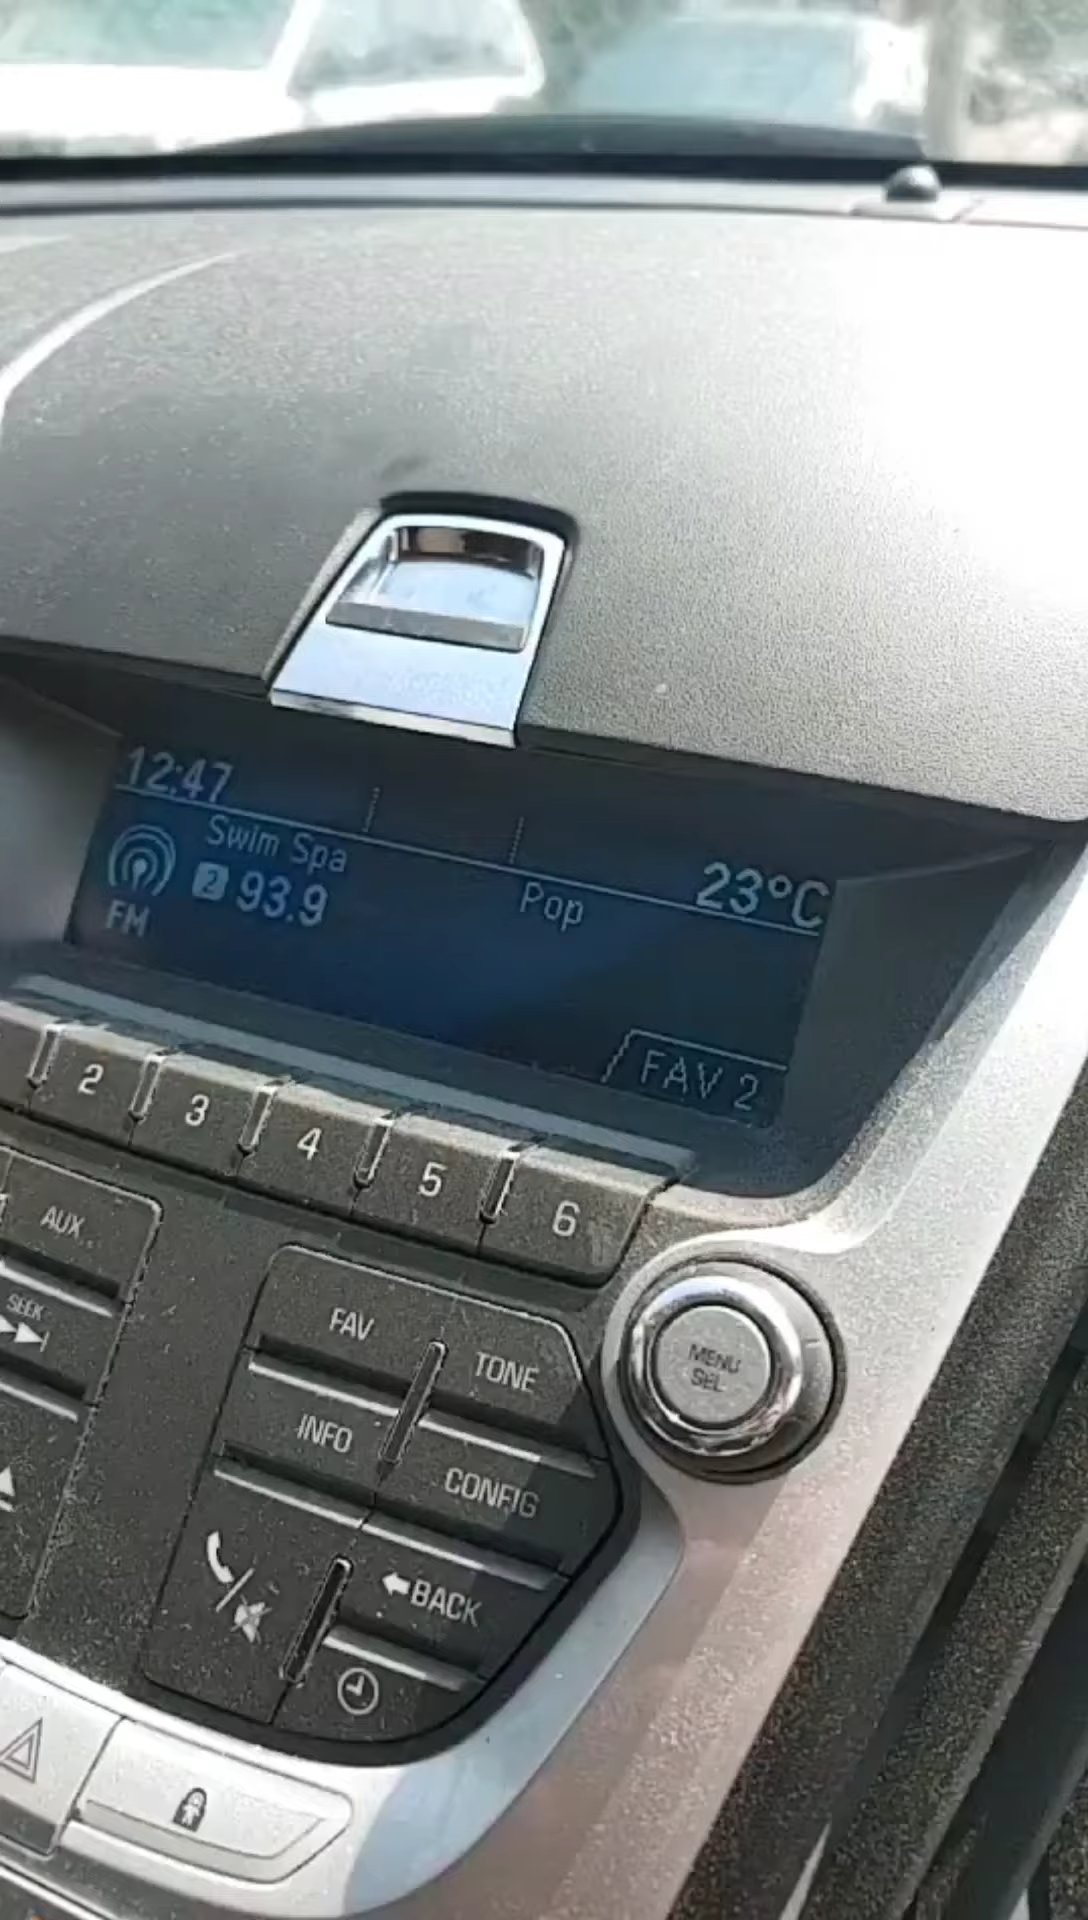 12:47
23°C
Swim Spa
Pop
2 93.9
FM
FAV 2
2
3
4
5
6
AUX
SEEK
FAV
TONE
INFO
CONFIG
BACK
MENU
SEL